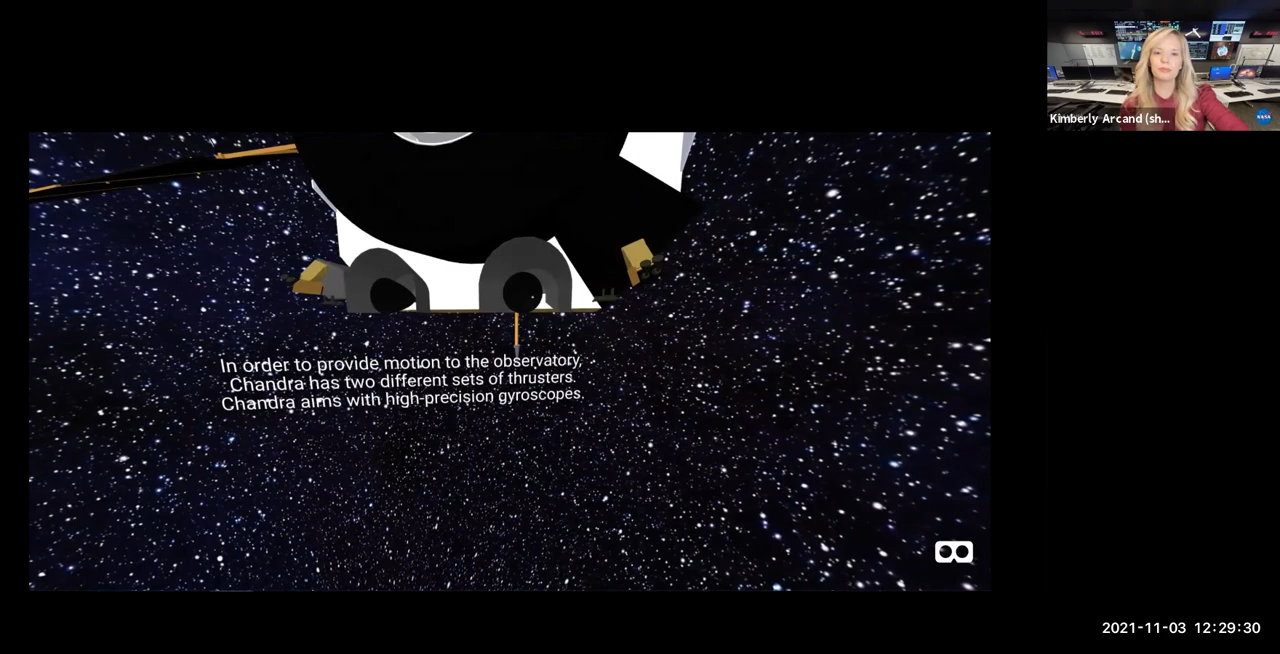 Kimberly Arcand (sh...
NASA
In order to provide motion to the observatory,
Chandra has two different sets of thrusters.
Chandra aims with high-precision gyroscopes.
2021-11-03 12:29:30